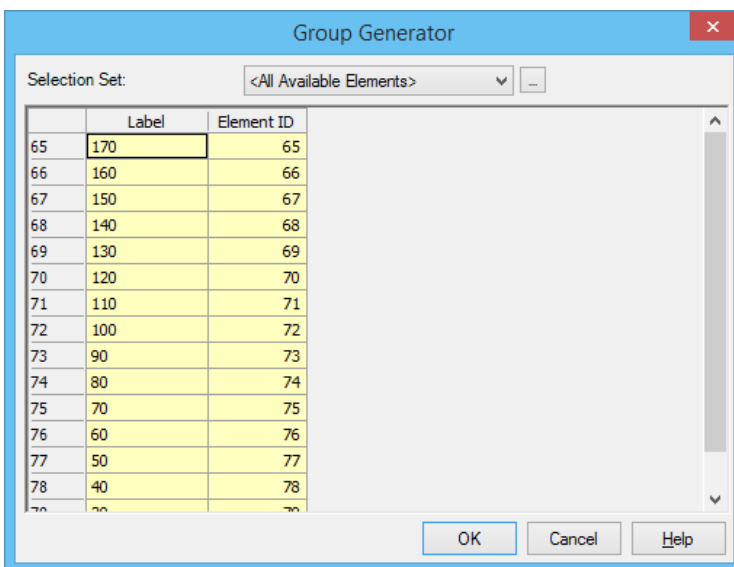 Group Generator
Selection Set: <All Available Elements> ...
Label Element ID
65 170 65
66 160 66
67 150 67
68 140 68
69 130 69
70 120 70
71 110 71
72 100 72
73 90 73
74 80 74
75 70 75
76 60 76
77 50 77
78 40 78
OK Cancel Help